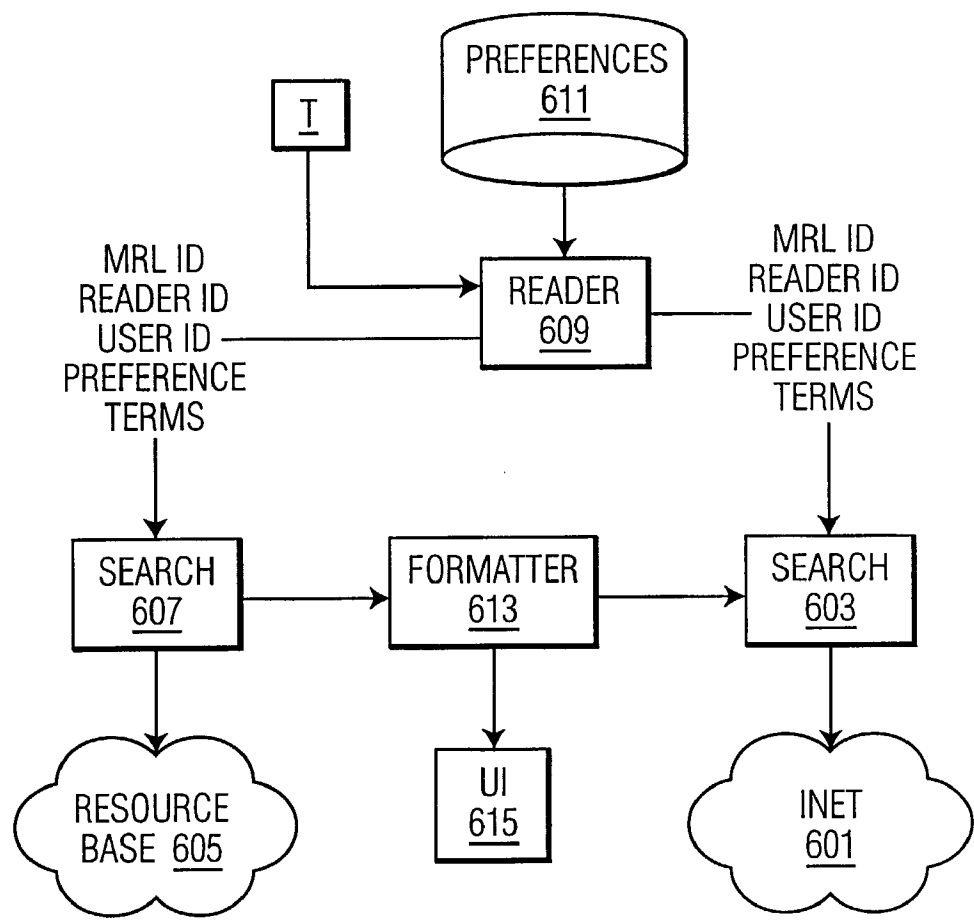 PREFERENCES
611
T
MRL ID
READER ID
USER ID
PREFERENCE
TERMS
READER
609
MRL ID
READER ID
USER ID
PREFERENCE
TERMS
SEARCH
607
FORMATTER
613
SEARCH
603
RESOURCE
BASE 605
UI
615
INET
601